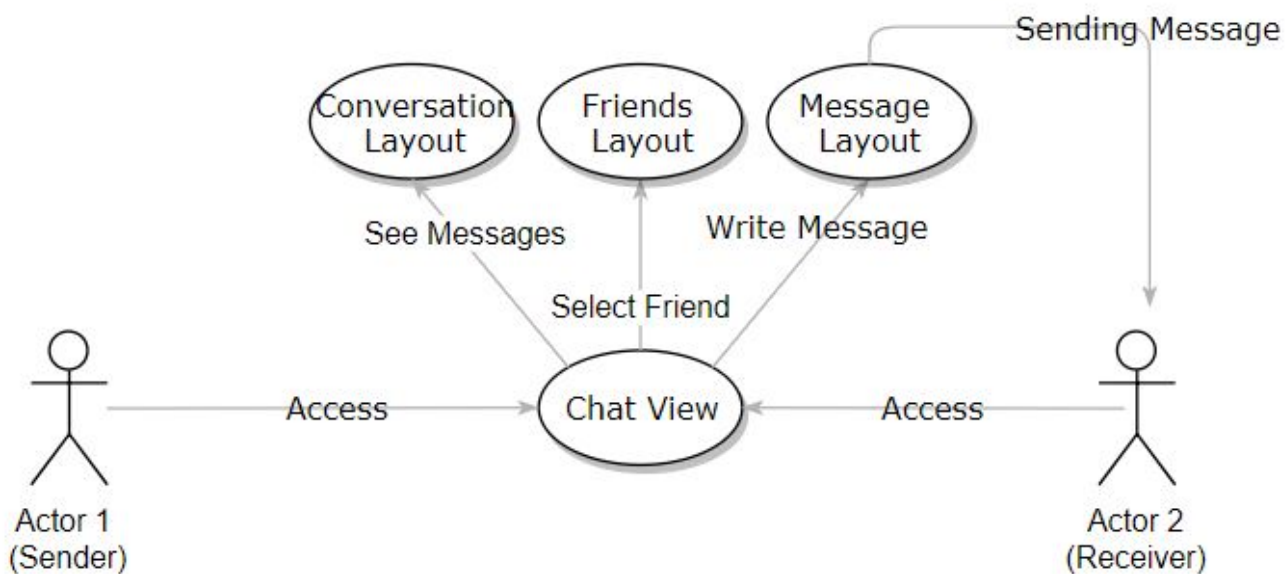 Sending Message
Conversation
Layout
Friends
Layout
Message
Layout
See Messages
Write Message
Select Friend
Access
Chat View
Access
Actor 1
(Sender)
Actor 2
(Receiver)